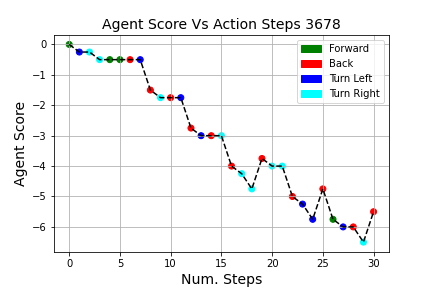 Agent Score Vs Action Steps 3678
Forward
Back
Turn Left
Turn Right
Agent Score
0
−1
−2
−3
−4
−5
−6
0 5 10 15 20 25 30
Num. Steps